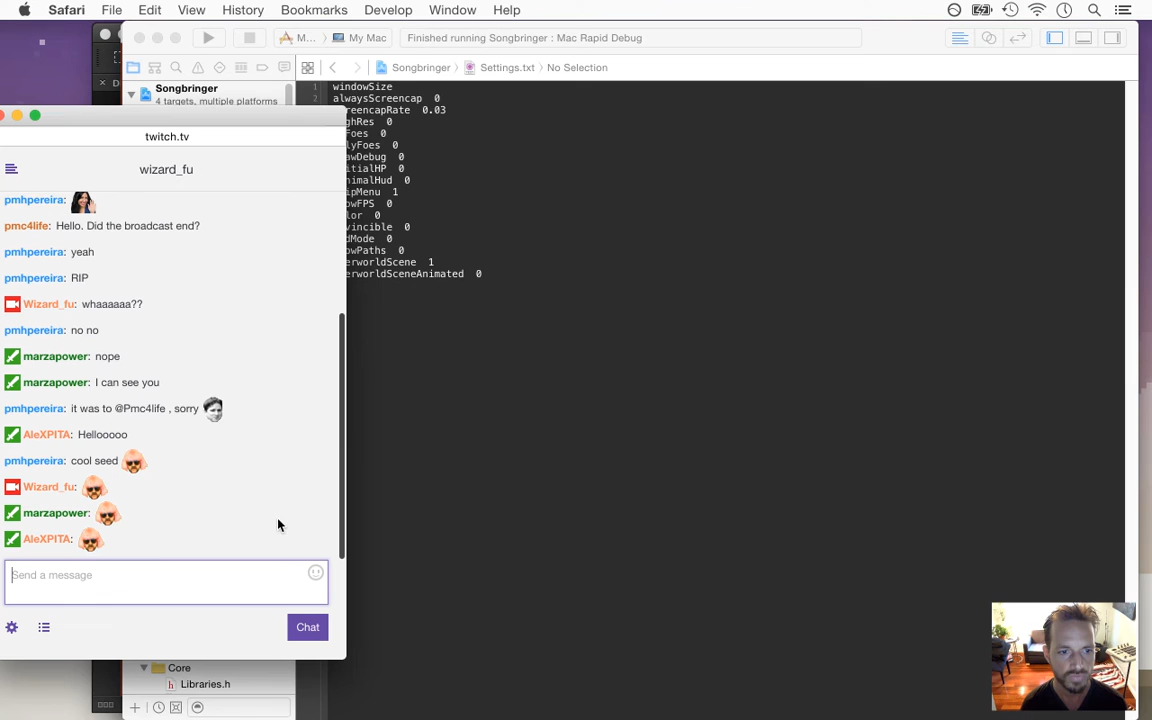 Safari File Edit View History Bookmarks Develop Window Help
M... My Mac
Finished running Songbringer : Mac Rapid Debug
Songbringer Settings.txt No Selection
Songbringer
4 targets, multiple platforms
1 windowSize
2 alwaysScreencap 0
reencapRate 0.03
ghRes 0
Foes 0
lyFoes 0
awDebug 0
itialHP 0
nimalHud 0
ipMenu 1
owFPS 0
lor 0
vincible 0
dMode 0
owPaths 0
erworldScene 1
erworldSceneAnimated 0
twitch.tv
wizard_fu
pmhpereira:
pmc4life: Hello. Did the broadcast end?
pmhpereira: yeah
pmhpereira: RIP
Wizard_fu: whaaaaaa??
pmhpereira: no no
marzapower: nope
marzapower: I can see you
pmhpereira: it was to @Pmc4life , sorry
AleXPITA: Hellooooo
pmhpereira: cool seed
Wizard_fu:
marzapower:
AleXPITA:
Send a message
Chat
Core
Libraries.h